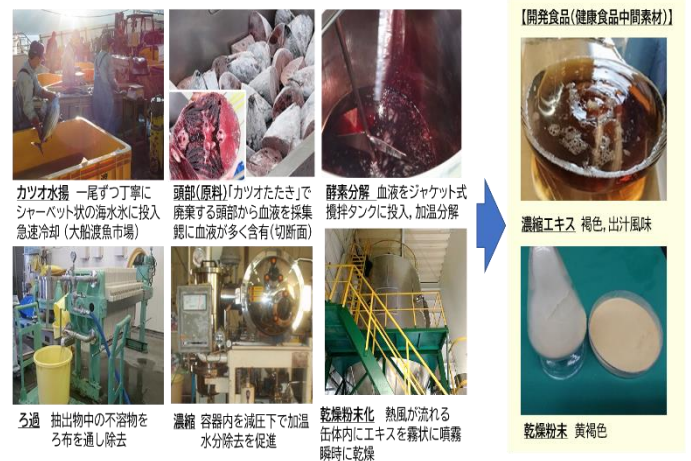 カツオ水揚 一尾ずつ丁寧に
シャーベット状の海水氷に投入
急速冷却（大船渡魚市場）
頭部(原料)「カツオたたき」で
廃棄する頭部から血液を採集
鰓に血液が多く含有(切断面)
酵素分解 血液をジャケット式
攪拌タンクに投入, 加温分解
ろ過 抽出物中の不溶物を
ろ布を通し除去
濃縮 容器内を減圧下で加温
水分除去を促進
乾燥粉末化 熱風が流れる
缶体内にエキスを霧状に噴霧
瞬時に乾燥
【開発食品(健康食品中間素材)】
濃縮エキス 褐色, 出汁風味
乾燥粉末 黄褐色